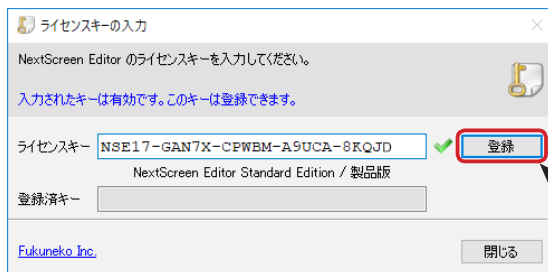 ライセンスキーの入力
NextScreen Editor のライセンスキーを入力してください。
入力されたキーは有効です。このキーは登録できます。
ライセンスキー NSE17-GAN7X-CPWBM-A9UCA-8KQJD 登録
NextScreen Editor Standard Edition / 製品版
登録済キー
Fukuneko Inc. 閉じる